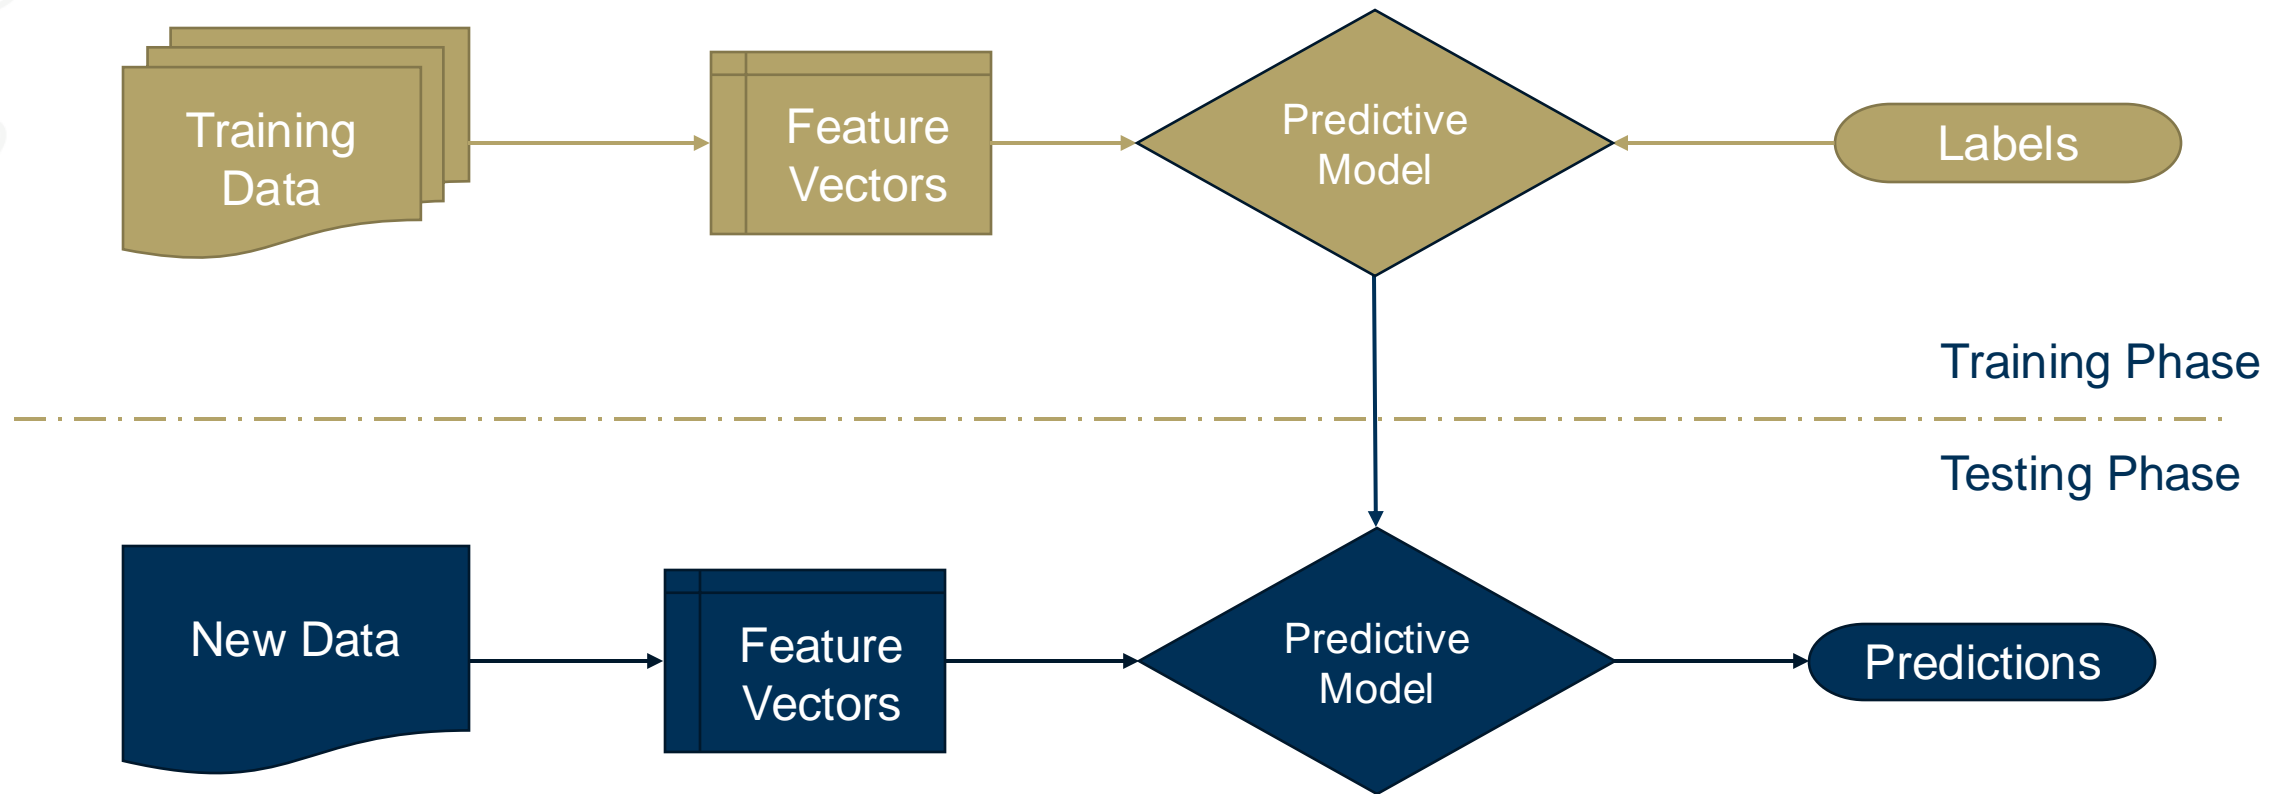 Training
Data
Feature
Vectors
Predictive
Model
Labels
Training Phase
Testing Phase
New Data
Feature
Vectors
Predictive
Model
Predictions